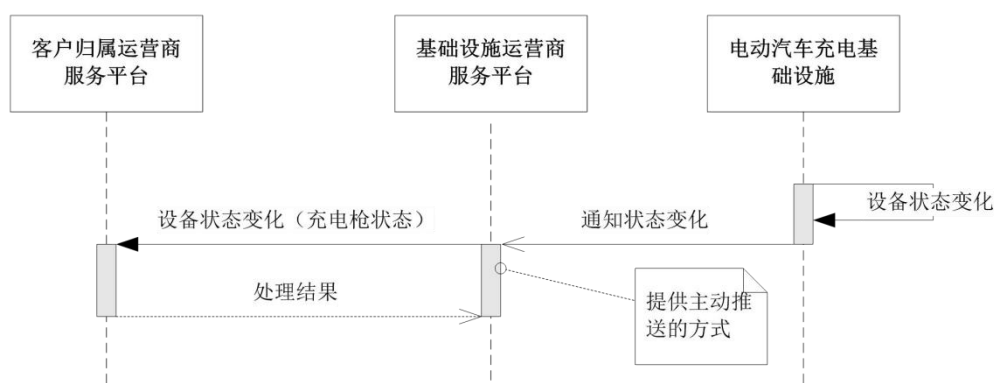 客户归属运营商
服务平台
基础设施运营商
服务平台
电动汽车充电基
础设施
设备状态变化
设备状态变化（充电枪状态）
通知状态变化
处理结果
提供主动推
送的方式